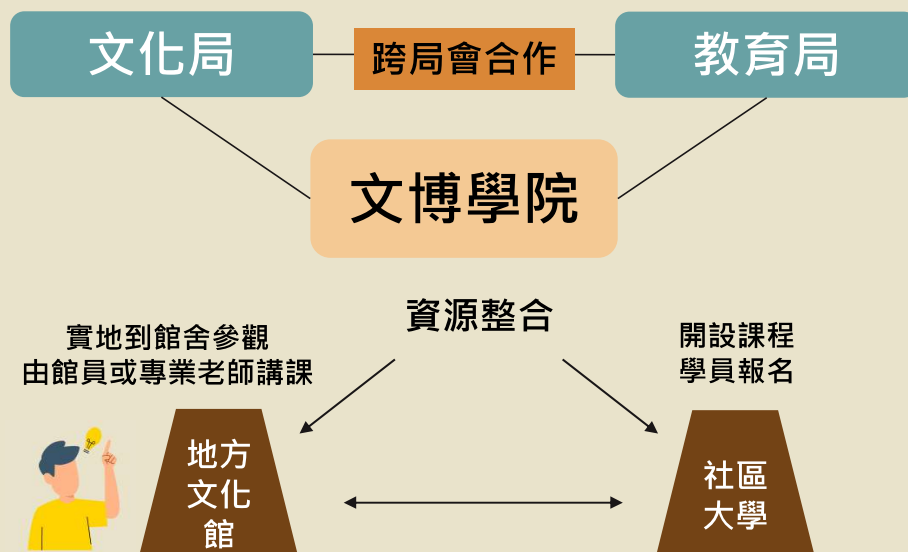 文化局
跨局會合作
教育局
文博學院
資源整合
實地到館舍參觀
由館員或專業老師講課
開設課程
學員報名
地方
文化
館
社區
大學